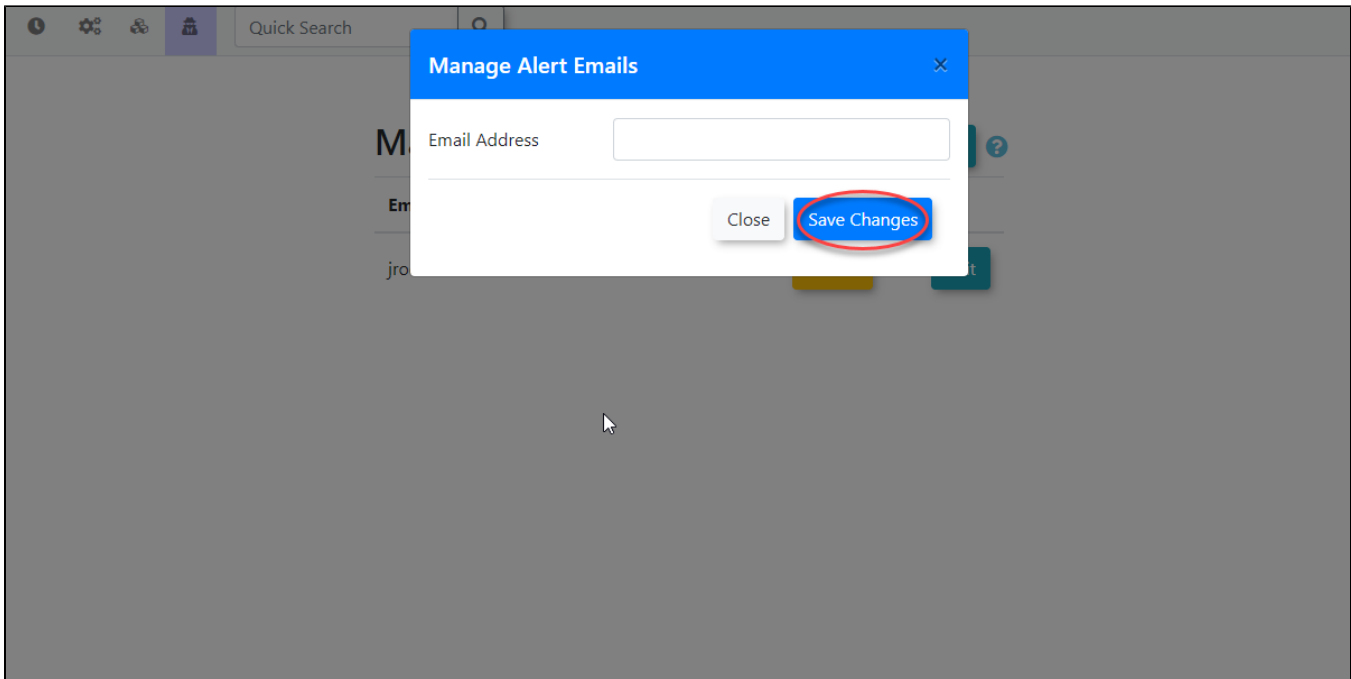 Quick Search
Manage Alert Emails
×
Email Address
Close
Save Changes